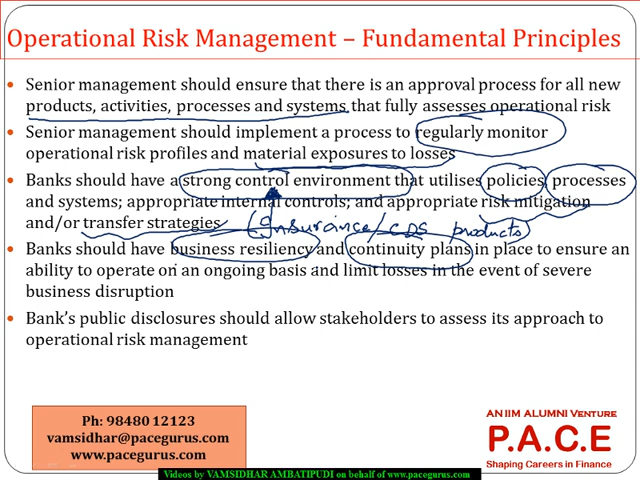 Operational Risk Management – Fundamental Principles
• Senior management should ensure that there is an approval process for all new
products, activities, processes and systems that fully assesses operational risk
• Senior management should implement a process to regularly monitor
operational risk profiles and material exposures to losses
• Banks should have a strong control environment that utilises policies, processes
and systems; appropriate internal controls; and appropriate risk mitigation
and/or transfer strategies (Insurance/CDS products)
• Banks should have business resiliency and continuity plans in place to ensure an
ability to operate on an ongoing basis and limit losses in the event of severe
business disruption
• Bank's public disclosures should allow stakeholders to assess its approach to
operational risk management
Ph: 98480 12123
vamsidhar@pacegurus.com
www.pacegurus.com
AN IIM ALUMNI VENTURE
P.A.C.E
Shaping Careers in Finance
Videos by VAMSIDHAR AMBATIPUDI on behalf of www.pacegurus.com